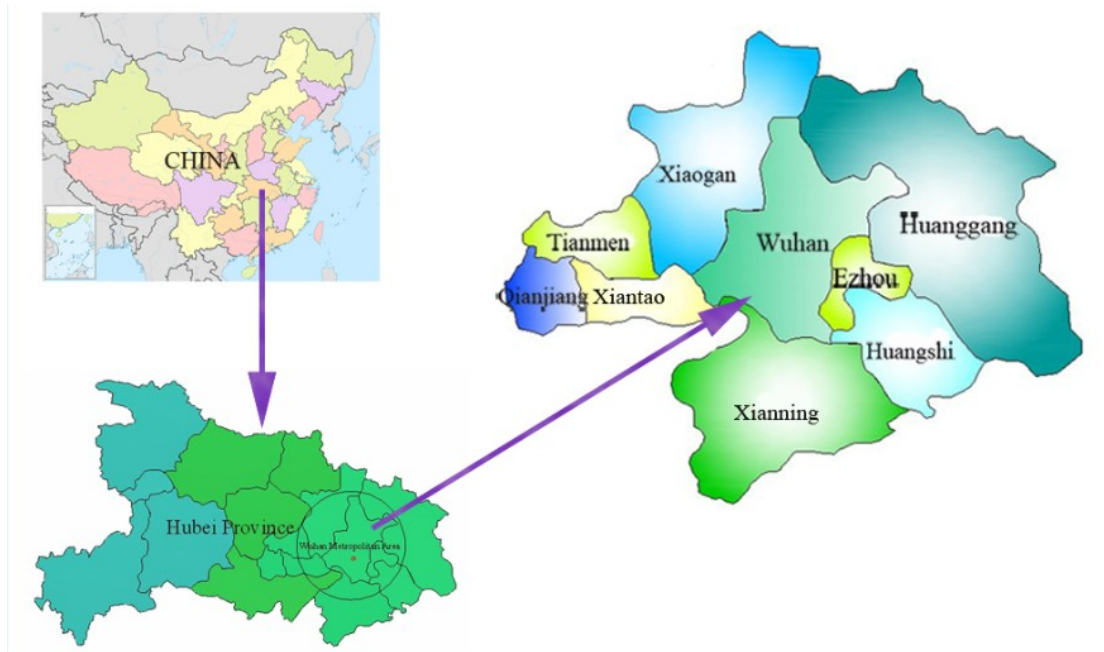 CHINA
Hubei Province
Wuhan Metropolitan Area
Xiaogan
Tianmen
Wuhan
Huanggang
Qianjiang
Xiantao
Ezhou
Huangshi
Xianning